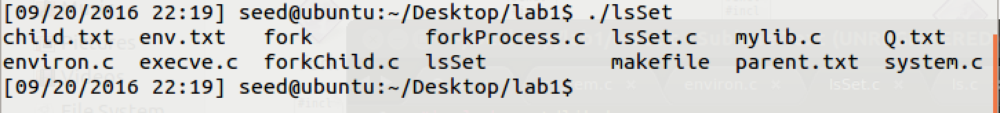 [09/20/2016 22:19] seed@ubuntu:~/Desktop/lab1$ ./lsSet
child.txt  env.txt   fork         forkProcess.c  lsSet.c   mylib.c     Q.txt
environ.c  execve.c  forkChild.c  lsSet          makefile  parent.txt  system.c
[09/20/2016 22:19] seed@ubuntu:~/Desktop/lab1$